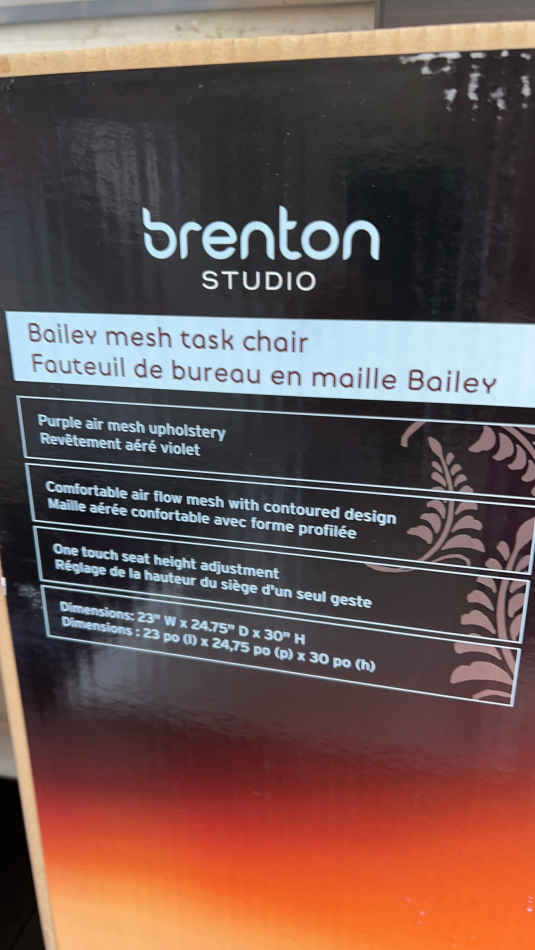 brenton
STUDIO
Bailey mesh task chair
Fauteuil de bureau en maille Bailey
Purple air mesh upholstery
Revêtement aéré violet
Comfortable air flow mesh with contoured design
Maille aérée confortable avec forme profilée
One touch seat height adjustment
Réglage de la hauteur du siège d'un seul geste
Dimensions: 23" W x 24.75" D x 30" H
Dimensions : 23 po (l) x 24,75 po (p) x 30 po (h)